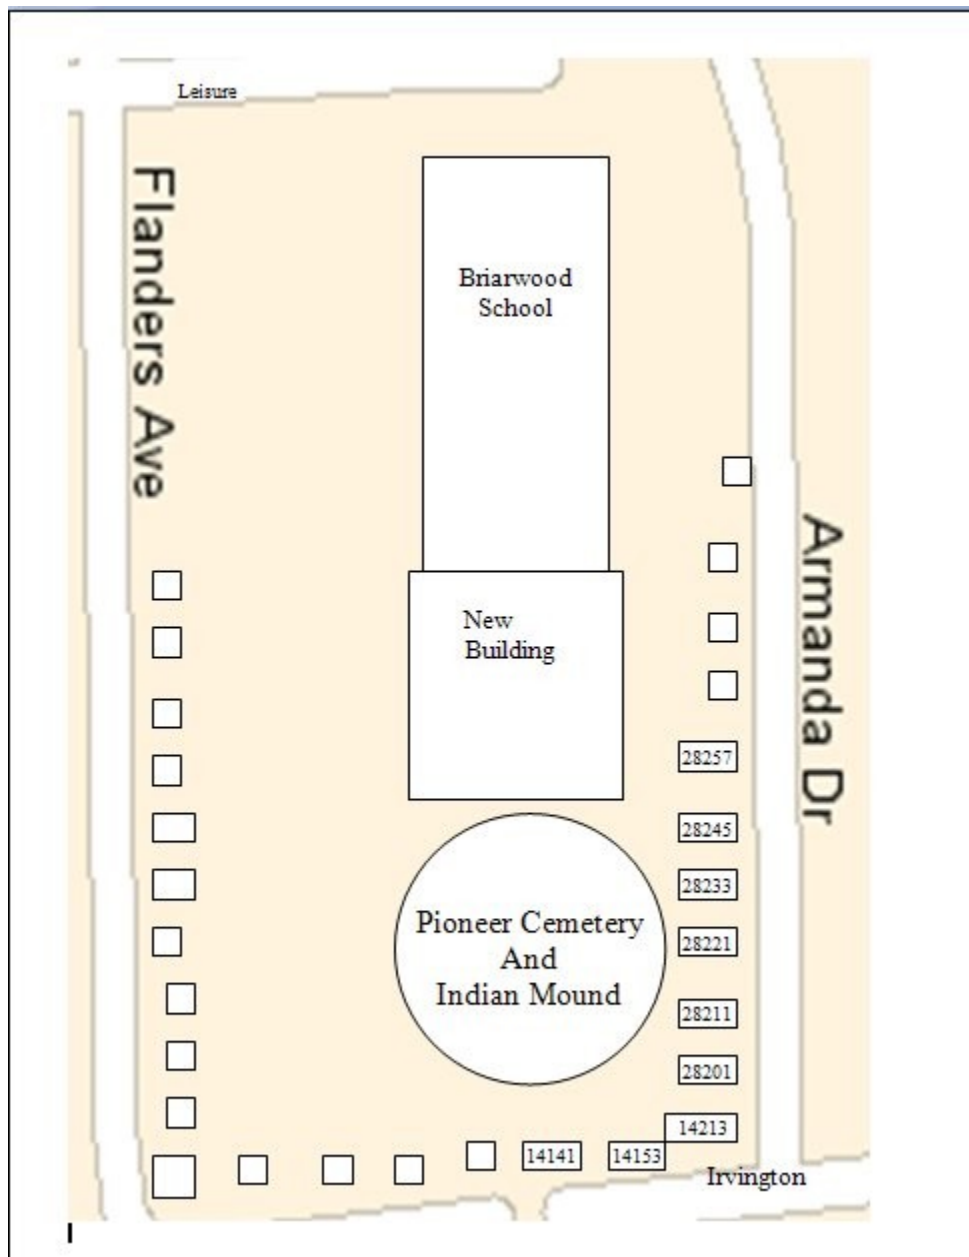 Leisure
Flanders Ave
Briarwood
School
New
Building
Armanda Dr
28257
28245
28233
28221
Pioneer Cemetery
And
Indian Mound
28211
28201
14213
14141
14153
Irvington